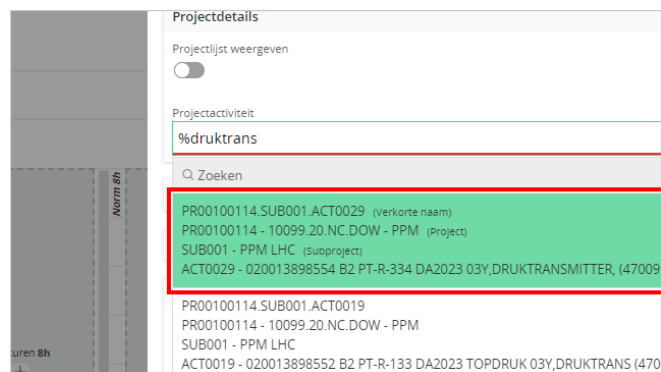 Projectdetails
Projectlijst weergeven
Projectactiviteit
%druktrans
Zoeken
Norm 8h
PR00100114.SUB001.ACT0029 (Verkorte naam)
PR00100114 - 10099.20.NC.DOW - PPM (Project)
SUB001 - PPM LHC (Subproject)
ACT0029 - 020013898554 B2 PT-R-334 DA2023 03Y,DRUKTRANSMITTER, (47009
PR00100114.SUB001.ACT0019
PR00100114 - 10099.20.NC.DOW - PPM
SUB001 - PPM LHC
uren 8h
ACT0019 - 020013898552 B2 PT-R-133 DA2023 TOPDRUK 03Y,DRUKTRANS (470